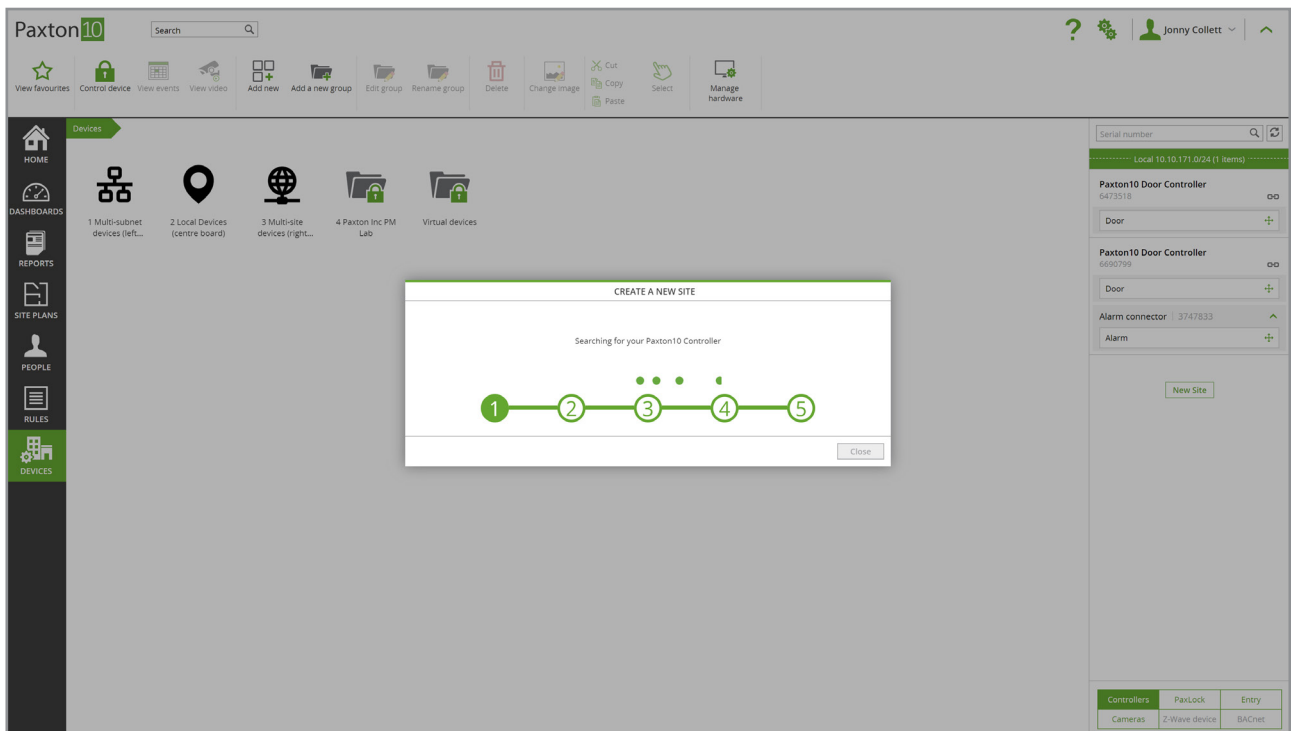 Paxton10
Search
Jonny Collett
View favourites
Control device
View events
View video
Add new
Add a new group
Edit group
Rename group
Delete
Change image
Cut
Copy
Paste
Select
Manage
hardware
HOME
DASHBOARDS
REPORTS
SITE PLANS
PEOPLE
RULES
DEVICES
Devices
1 Multi-subnet
devices (left...
2 Local Devices
(centre board)
3 Multi-site
devices (right...
4 Paxton Inc PM
Lab
Virtual devices
CREATE A NEW SITE
Searching for your Paxton10 Controller
1 2 3 4 5
Close
Serial number
Local 10.10.171.0/24 (1 items)
Paxton10 Door Controller
6473518
Door
Paxton10 Door Controller
6690799
Door
Alarm connector | 3747833
Alarm
New Site
Controllers PaxLock Entry
Cameras Z-Wave device BACnet